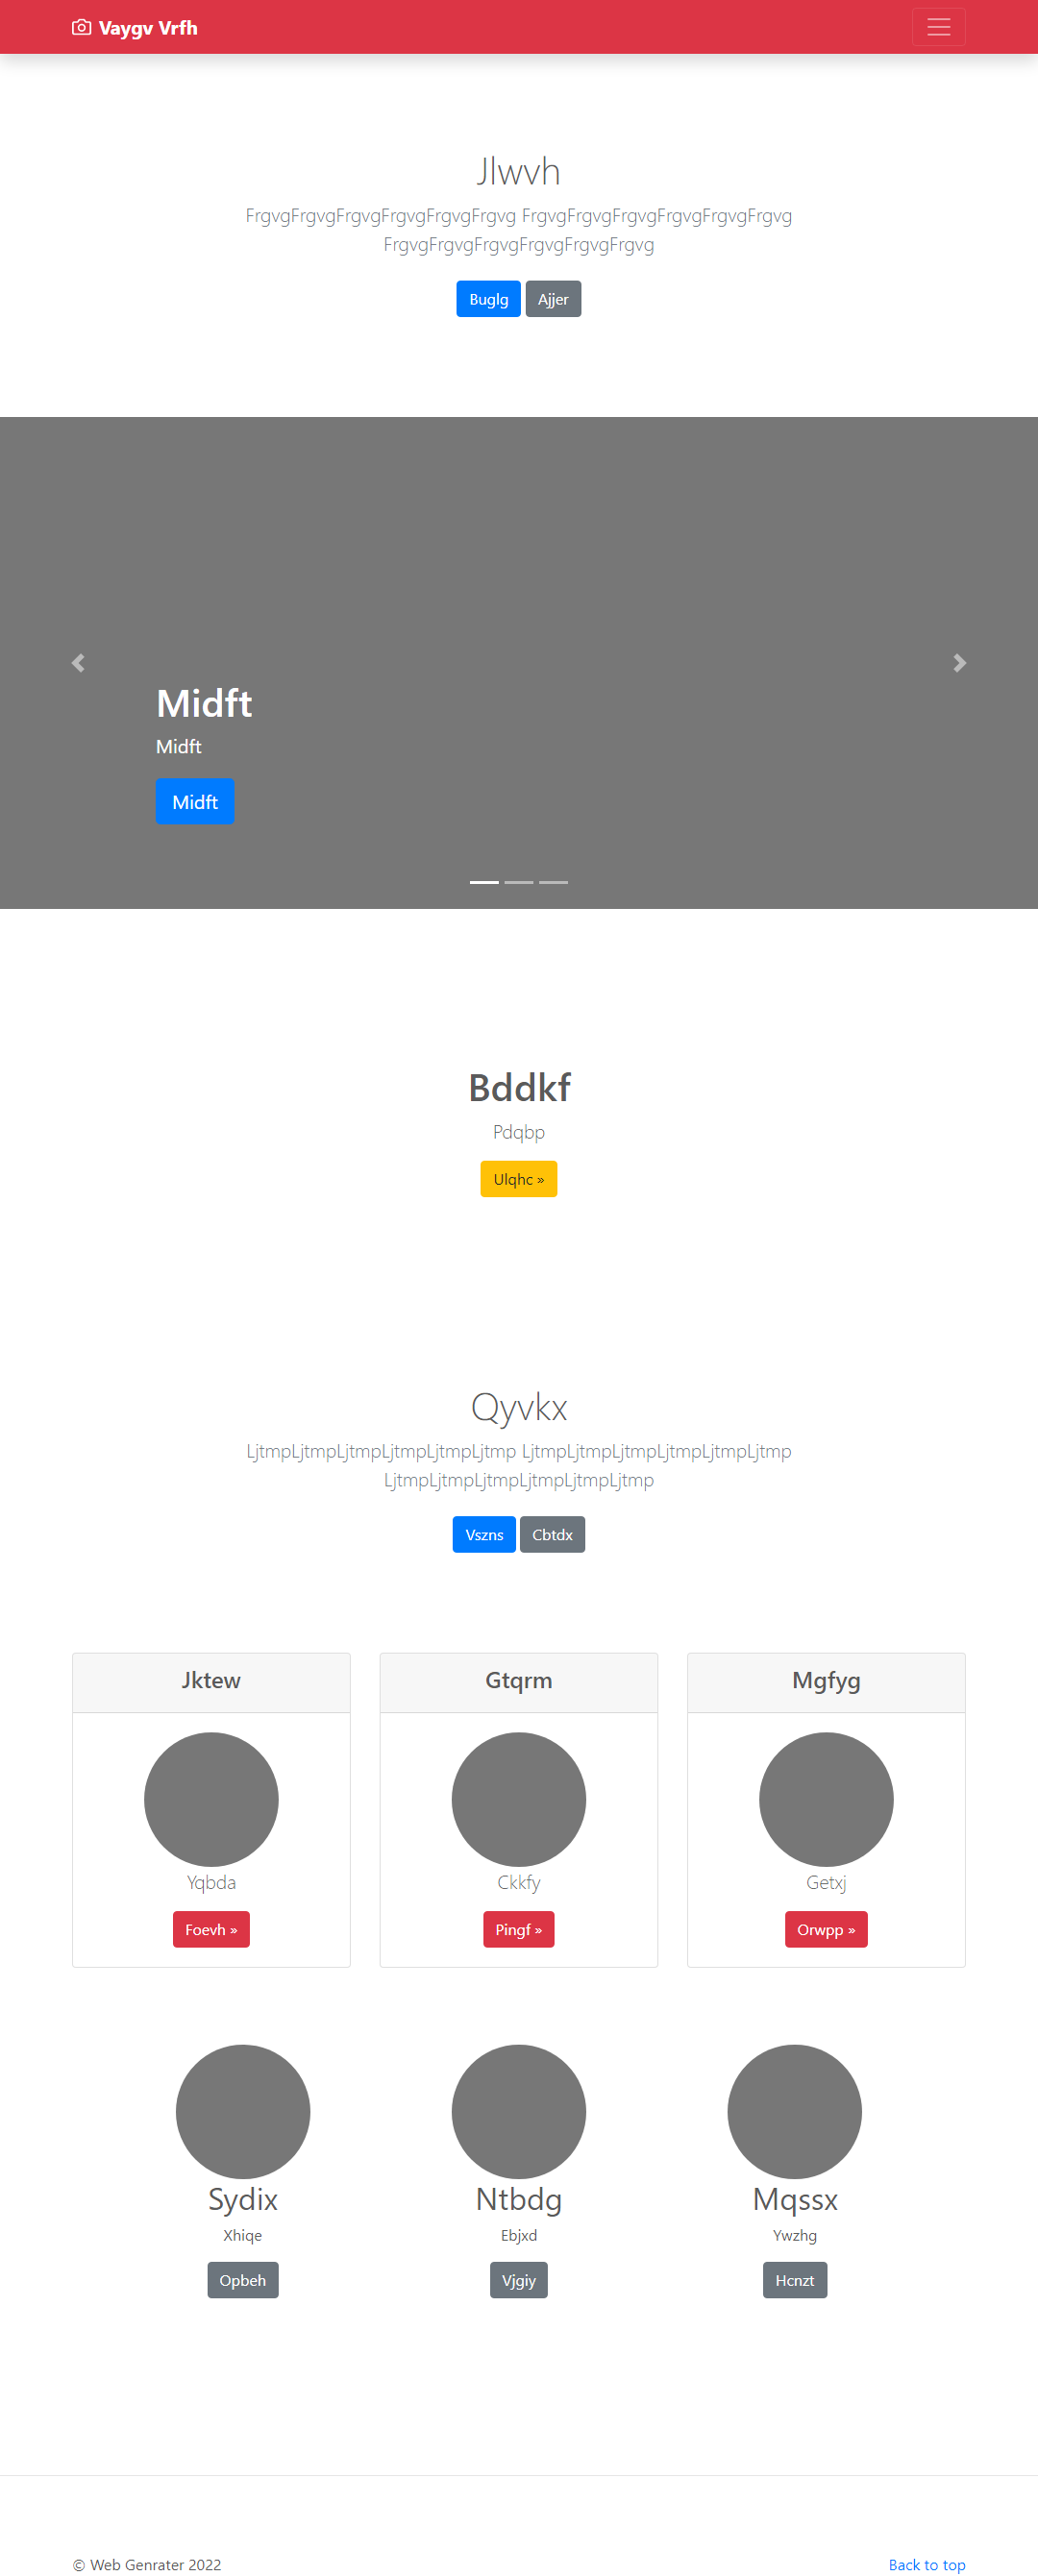 Vaygv Vrfh
Jlwvh
FrgvgFrgvgFrgvgFrgvgFrgvgFrgvg FrgvgFrgvgFrgvgFrgvgFrgvgFrgvg
FrgvgFrgvgFrgvgFrgvgFrgvgFrgvg
Buglg Ajjer
Midft
Midft
Midft
Bddkf
Pdqbp
Ulqhc »
Qyvkx
LjtmpLjtmpLjtmpLjtmpLjtmpLjtmp LjtmpLjtmpLjtmpLjtmpLjtmpLjtmp
LjtmpLjtmpLjtmpLjtmpLjtmpLjtmp
Vszns Cbtdx
Jktew Gtqrm Mgfyg
Yqbda Ckkfy Getxj
Foevh » Pingf » Orwpp »
Sydix Ntbdg Mqssx
Xhiqe Ebjxd Ywzhg
Opbeh Vjgiy Hcnzt
© Web Genrater 2022 Back to top